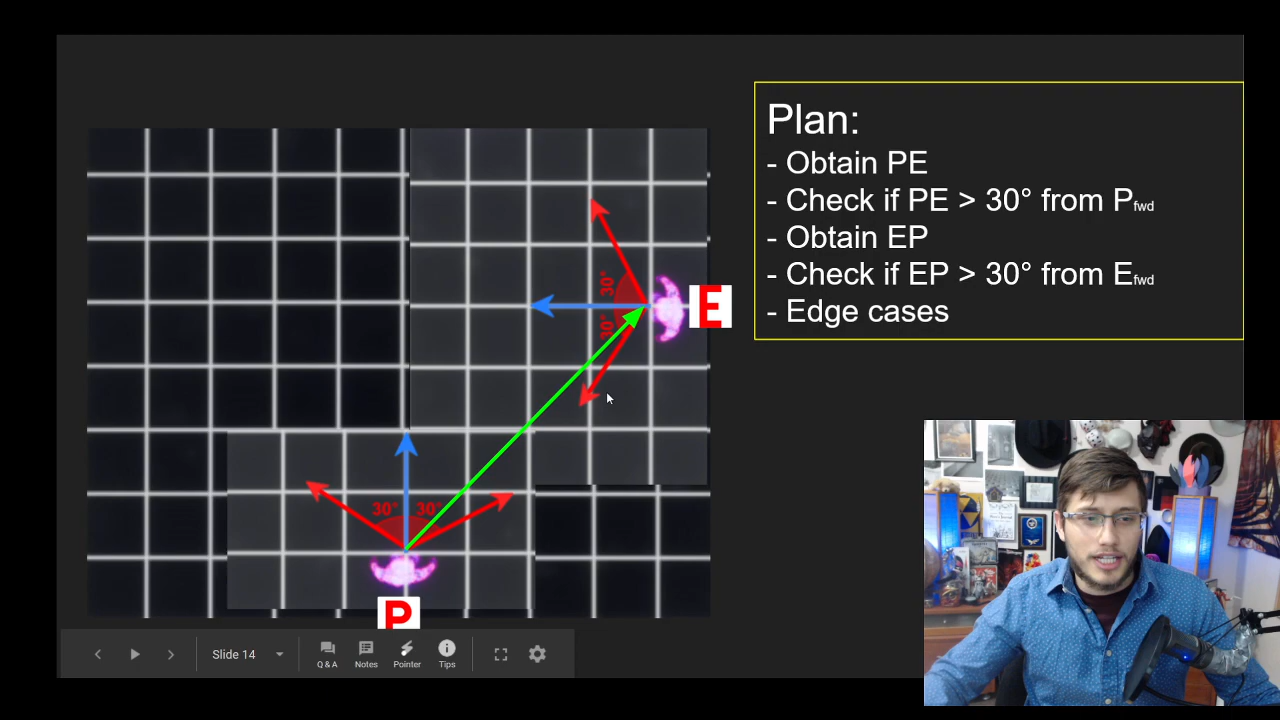 Plan:
- Obtain PE
- Check if PE > 30° from Pfwd
- Obtain EP
- Check if EP > 30° from Efwd
- Edge cases
30°
30°
E
30°
30°
P
Slide 14
Q & A
Notes
Pointer
Tips